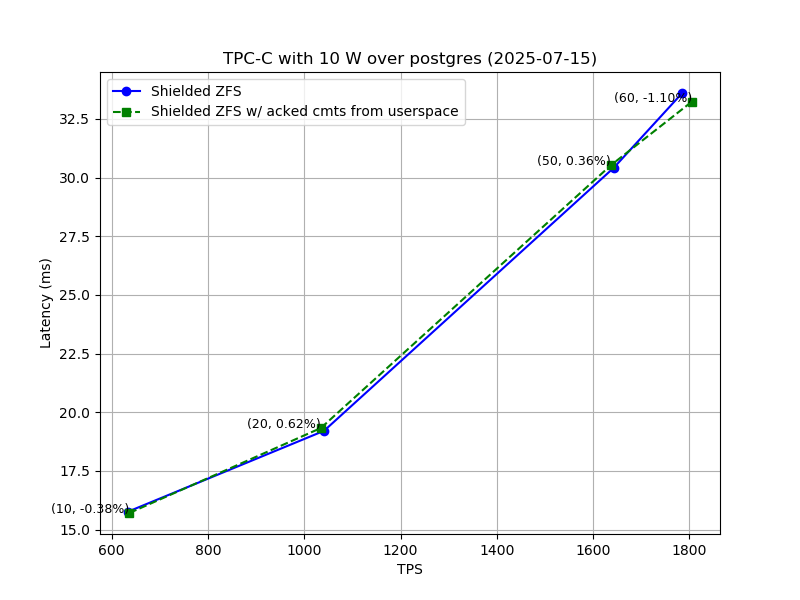 TPC-C with 10 W over postgres (2025-07-15)
Shielded ZFS
Shielded ZFS w/ acked cmts from userspace
(60, -1.10%)
(50, 0.36%)
(20, 0.62%)
(10, -0.38%)
32.5
30.0
27.5
25.0
22.5
20.0
17.5
15.0
Latency (ms)
600 800 1000 1200 1400 1600 1800
TPS